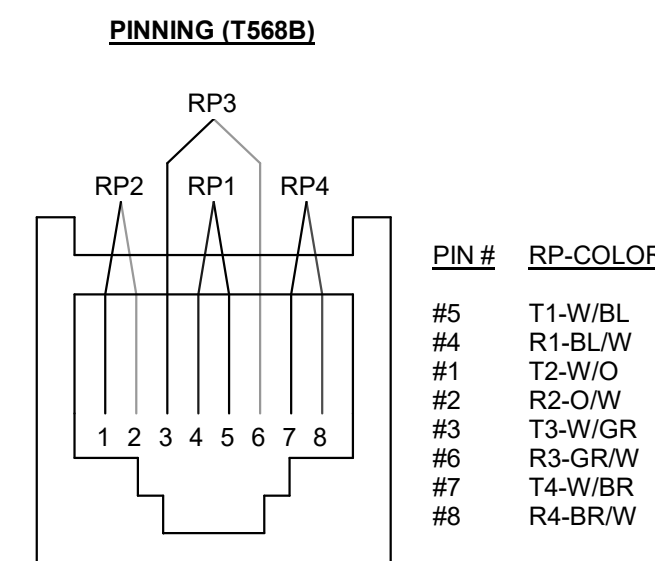 PINNING (T568B)
RP3
RP2 RP1 RP4
1 2 3 4 5 6 7 8
PIN # RP-COLOR
#5 T1-W/BL
#4 R1-BL/W
#1 T2-W/O
#2 R2-O/W
#3 T3-W/GR
#6 R3-GR/W
#7 T4-W/BR
#8 R4-BR/W